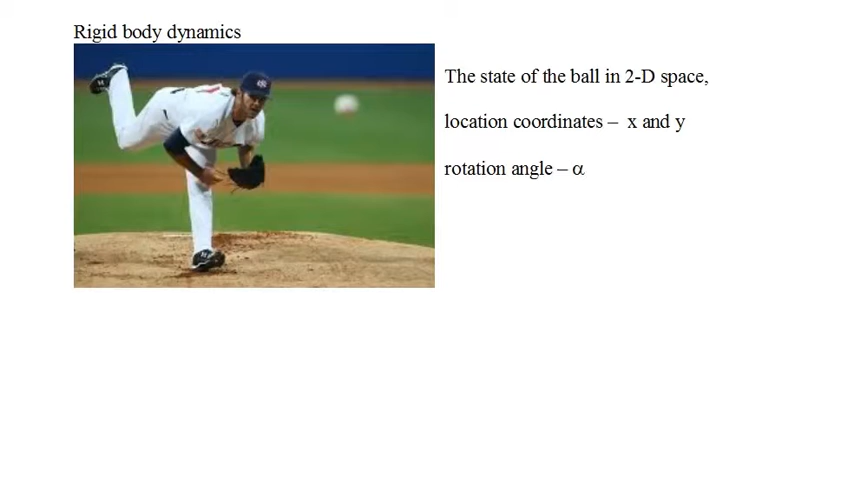 Rigid body dynamics
The state of the ball in 2-D space,
location coordinates – x and y
rotation angle – α